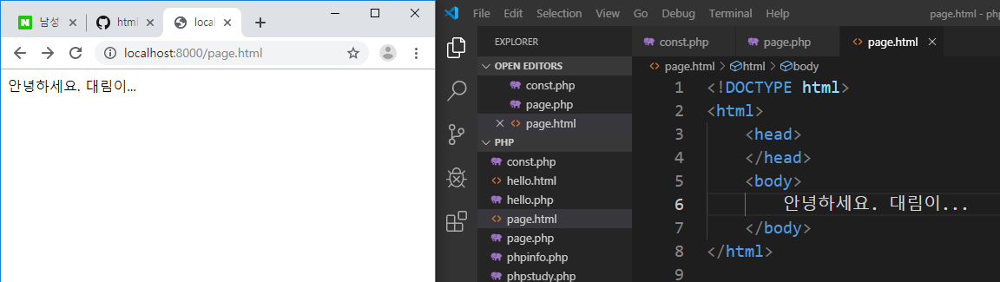 남성
html
local
localhost:8000/page.html
안녕하세요. 대림이...
File Edit Selection View Go Debug Terminal Help page.html - php
EXPLORER
OPEN EDITORS
const.php
page.php
page.html
PHP
const.php
hello.html
hello.php
page.html
page.php
phpinfo.php
phpstudy.php
const.php page.php page.html
page.html > html > body
1 <!DOCTYPE html>
2 <html>
3 <head>
4 </head>
5 <body>
6 안녕하세요. 대림이...
7 </body>
8 </html>
9